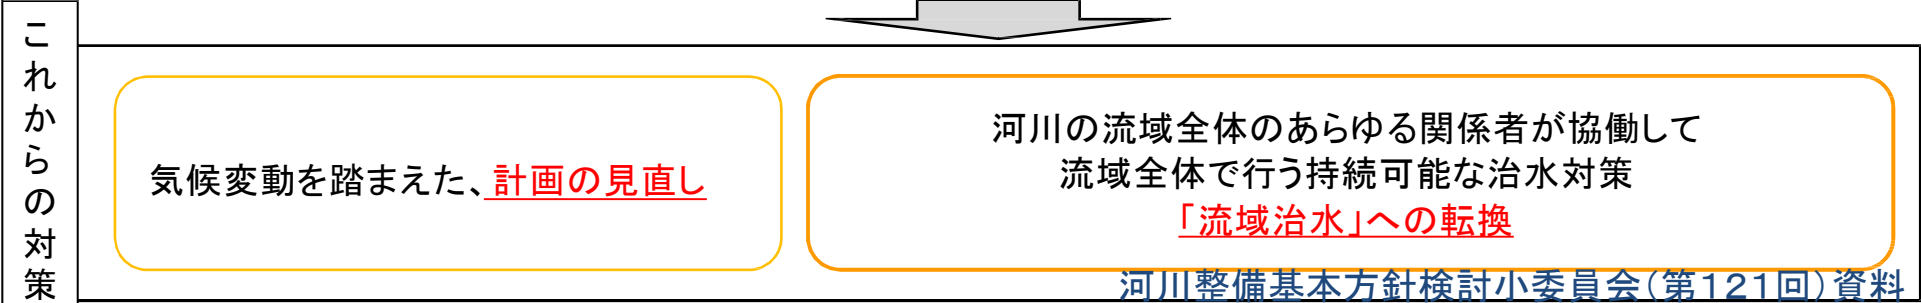 これからの対策
気候変動を踏まえた、計画の見直し
河川の流域全体のあらゆる関係者が協働して
流域全体で行う持続可能な治水対策
「流域治水」への転換
河川整備基本方針検討小委員会(第121回)資料